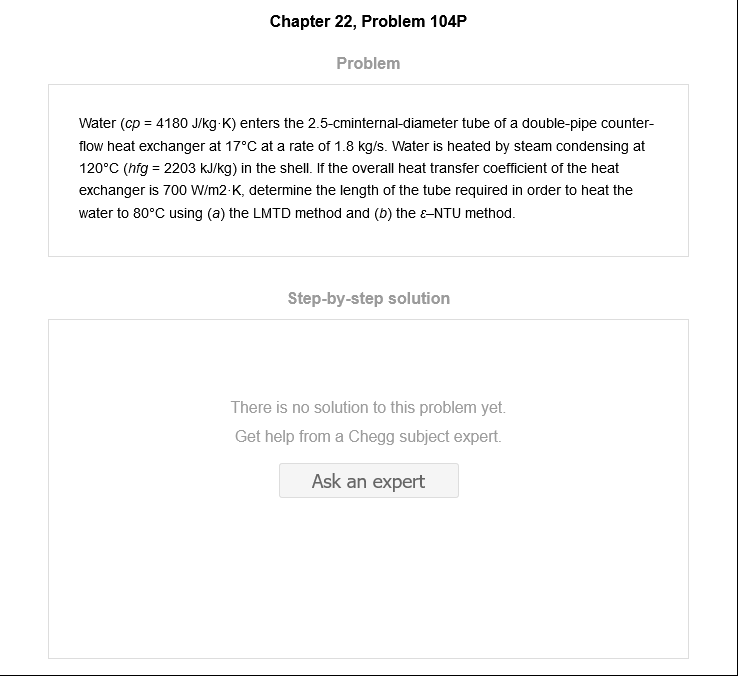 Chapter 22, Problem 104P
Problem
Water (cp = 4180 J/kg·K) enters the 2.5-cminternal-diameter tube of a double-pipe counter-
flow heat exchanger at 17°C at a rate of 1.8 kg/s. Water is heated by steam condensing at
120°C (hfg = 2203 kJ/kg) in the shell. If the overall heat transfer coefficient of the heat
exchanger is 700 W/m2·K, determine the length of the tube required in order to heat the
water to 80°C using (a) the LMTD method and (b) the ε–NTU method.
Step-by-step solution
There is no solution to this problem yet.
Get help from a Chegg subject expert.
Ask an expert